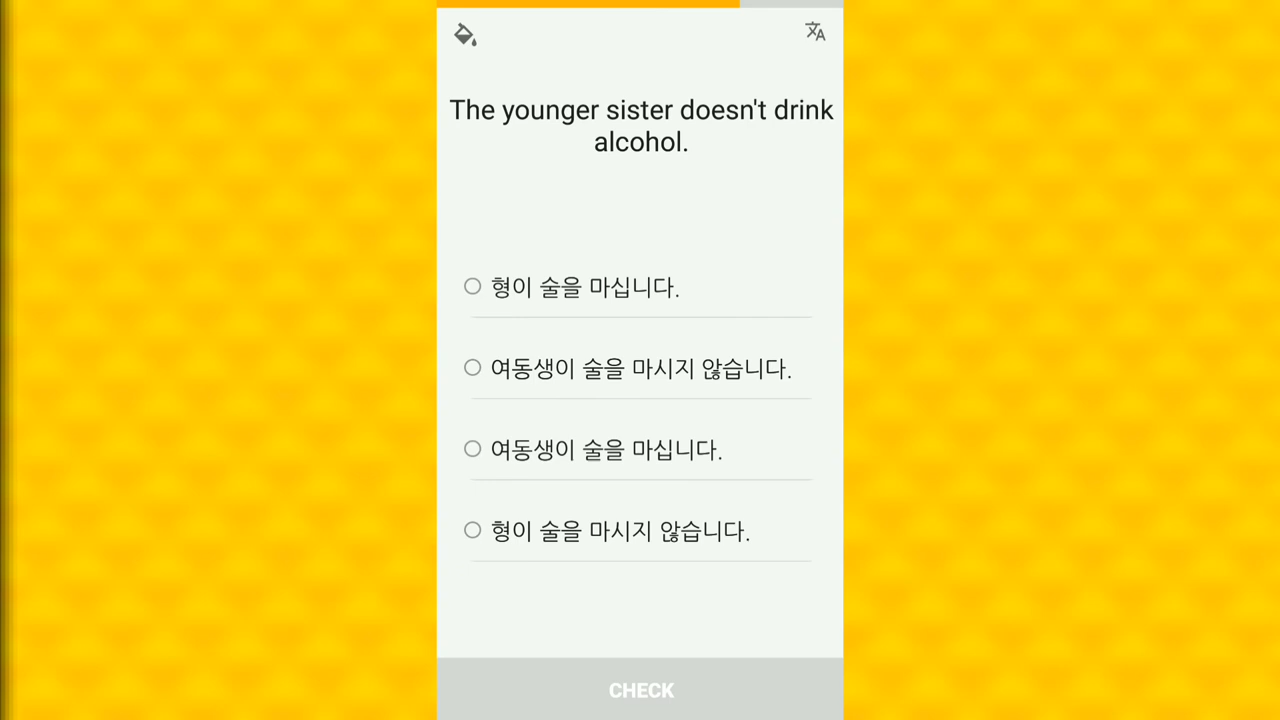 The younger sister doesn't drink
alcohol.
형이 술을 마십니다.
여동생이 술을 마시지 않습니다.
여동생이 술을 마십니다.
형이 술을 마시지 않습니다.
CHECK